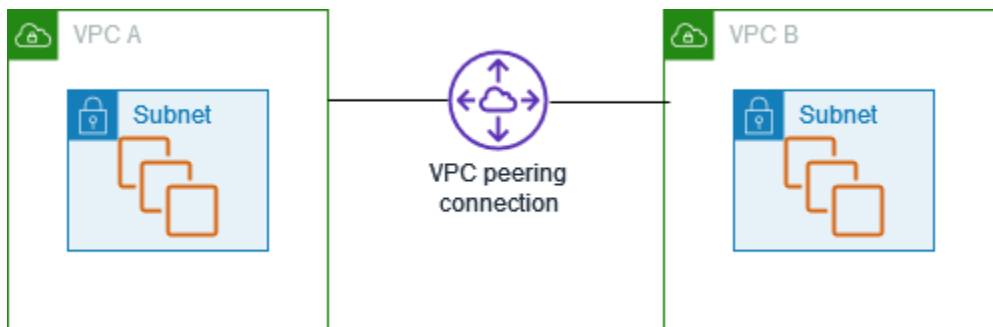 VPC A
VPC B
Subnet
Subnet
VPC peering
connection